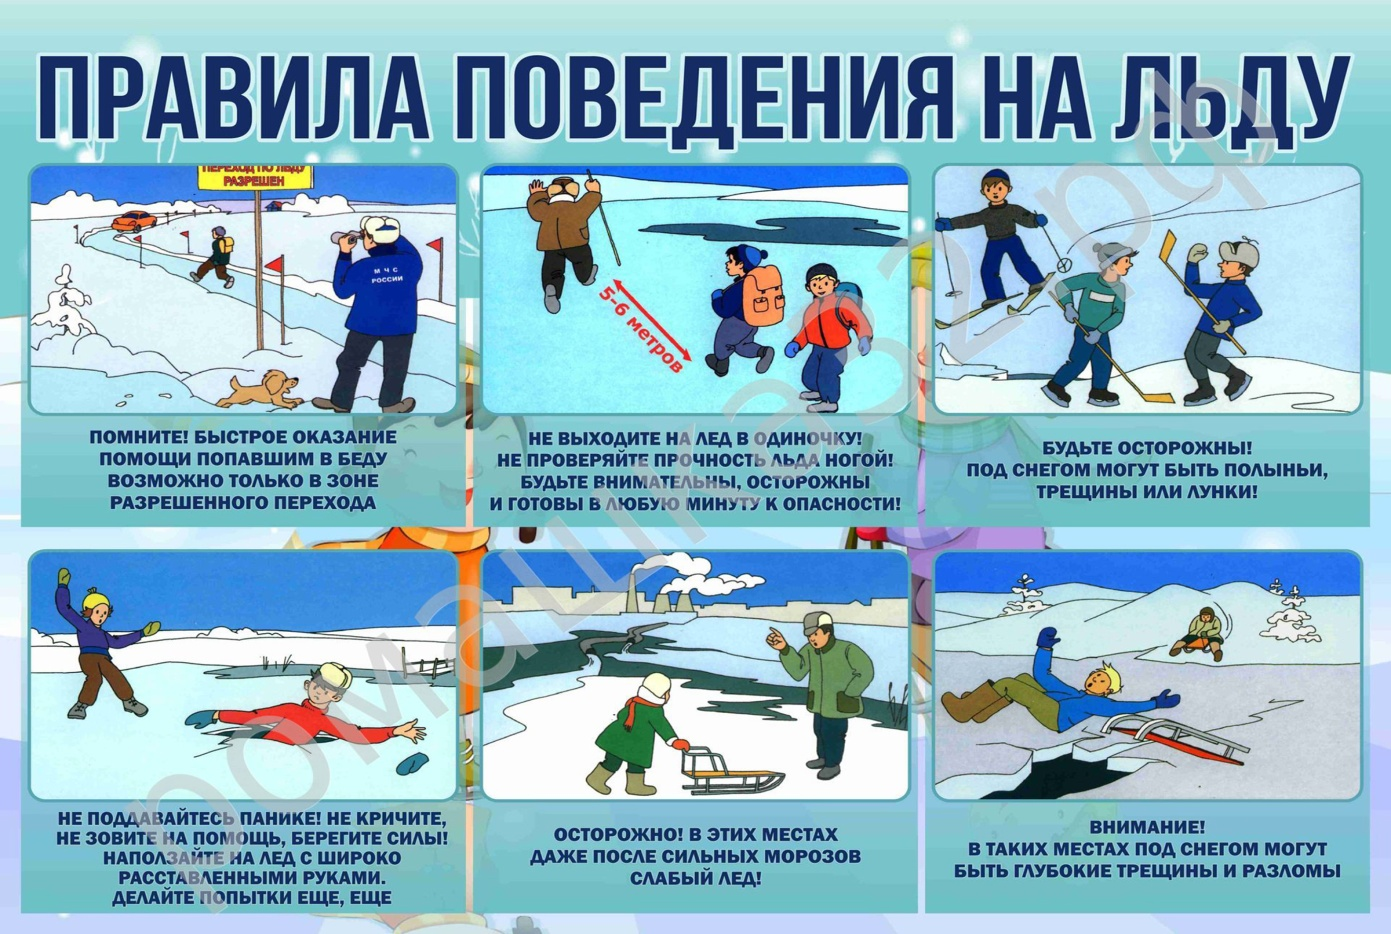 ПРАВИЛА ПОВЕДЕНИЯ НА ЛЬДУ
ПЕРЕХОД ПО ЛЬДУ
РАЗРЕШЕН
МЧС
РОССИИ
ПОМНИТЕ! БЫСТРОЕ ОКАЗАНИЕ
ПОМОЩИ ПОПАВШИМ В БЕДУ
ВОЗМОЖНО ТОЛЬКО В ЗОНЕ
РАЗРЕШЕННОГО ПЕРЕХОДА
5-6 метров
НЕ ВЫХОДИТЕ НА ЛЕД В ОДИНОЧКУ!
НЕ ПРОВЕРЯЙТЕ ПРОЧНОСТЬ ЛЬДА НОГОЙ!
БУДЬТЕ ВНИМАТЕЛЬНЫ, ОСТОРОЖНЫ
И ГОТОВЫ В ЛЮБУЮ МИНУТУ К ОПАСНОСТИ!
БУДЬТЕ ОСТОРОЖНЫ!
ПОД СНЕГОМ МОГУТ БЫТЬ ПОЛЫНЬИ,
ТРЕЩИНЫ ИЛИ ЛУНКИ!
НЕ ПОДДАВАЙТЕСЬ ПАНИКЕ! НЕ КРИЧИТЕ,
НЕ ЗОВИТЕ НА ПОМОЩЬ, БЕРЕГИТЕ СИЛЫ!
НАПОЛЗАЙТЕ НА ЛЕД С ШИРОКО
РАССТАВЛЕННЫМИ РУКАМИ.
ДЕЛАЙТЕ ПОПЫТКИ ЕЩЕ, ЕЩЕ
ОСТОРОЖНО! В ЭТИХ МЕСТАХ
ДАЖЕ ПОСЛЕ СИЛЬНЫХ МОРОЗОВ
СЛАБЫЙ ЛЕД!
ВНИМАНИЕ!
В ТАКИХ МЕСТАХ ПОД СНЕГОМ МОГУТ
БЫТЬ ГЛУБОКИЕ ТРЕЩИНЫ И РАЗЛОМЫ
ромашка32.рф